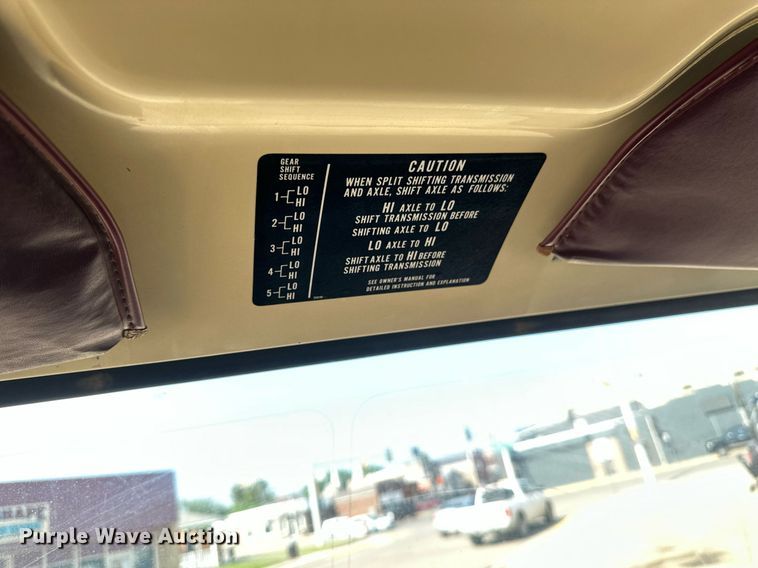 GEAR
SHIFT
SEQUENCE
1 LO
HI
2 LO
HI
3 LO
HI
4 LO
HI
5 LO
HI
CAUTION
WHEN SPLIT SHIFTING TRANSMISSION
AND AXLE, SHIFT AXLE AS FOLLOWS:
HI AXLE TO LO
SHIFT TRANSMISSION BEFORE
SHIFTING AXLE TO LO
LO AXLE TO HI
SHIFT AXLE TO HI BEFORE
SHIFTING TRANSMISSION
SEE OWNER'S MANUAL FOR
DETAILED INSTRUCTION AND EXPLANATION
Purple Wave Auction